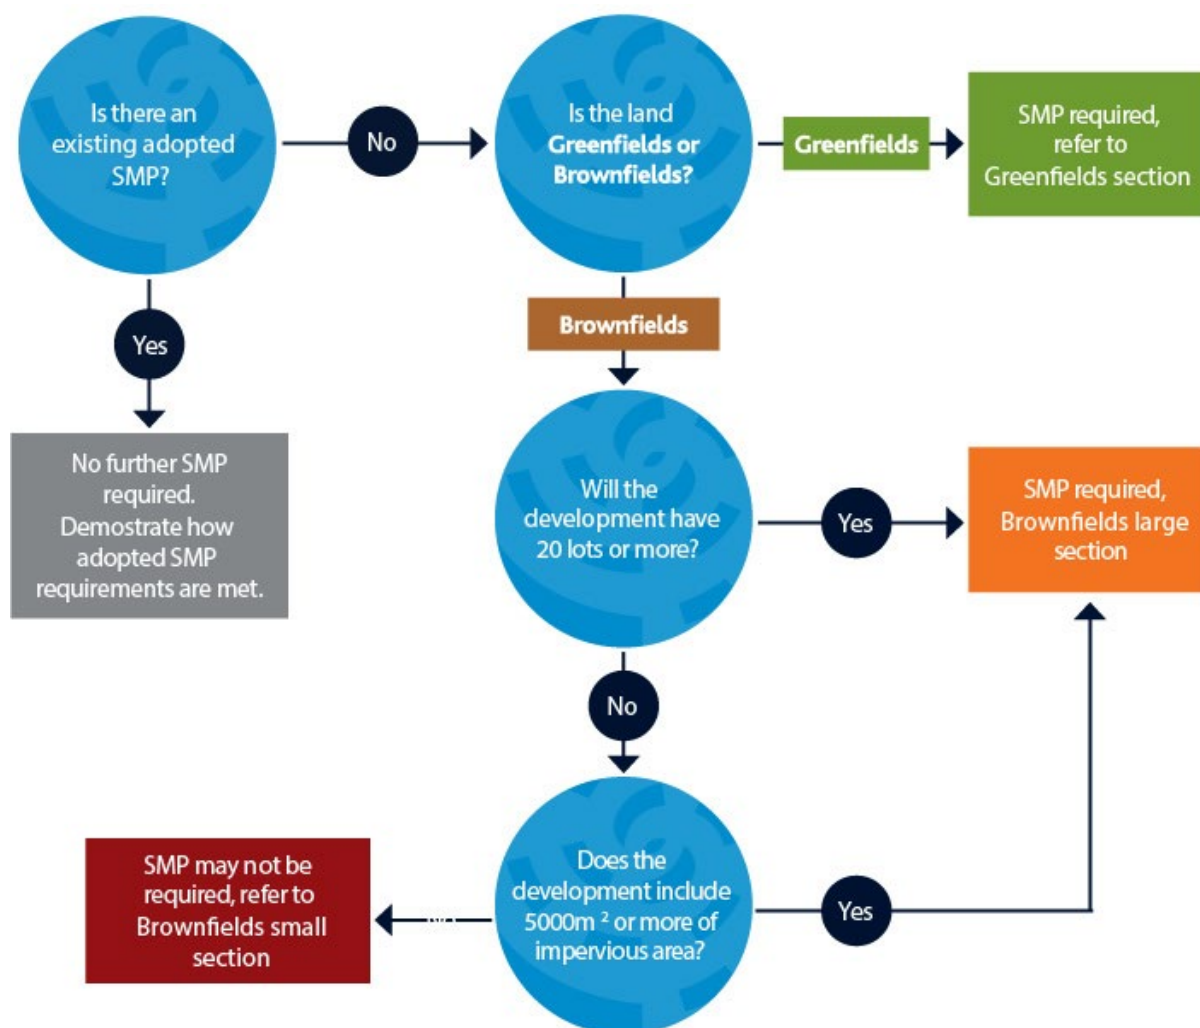 Is there an
existing adopted
SMP?
No
Is the land
Greenfields or
Brownfields?
Greenfields
SMP required,
refer to
Greenfields section
Yes
Brownfields
No further SMP
required.
Demostrate how
adopted SMP
requirements are met.
Will the
development have
20 lots or more?
Yes
SMP required,
Brownfields large
section
No
SMP may not be
required, refer to
Brownfields small
section
No
Does the
development include
5000m ² or more of
impervious area?
Yes